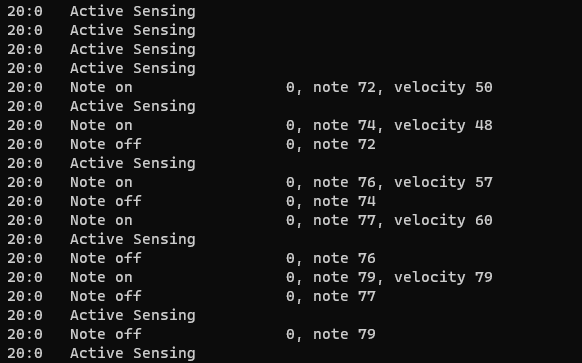 20:0   Active Sensing
20:0   Active Sensing
20:0   Active Sensing
20:0   Active Sensing
20:0   Note on                 0, note 72, velocity 50
20:0   Active Sensing
20:0   Note on                 0, note 74, velocity 48
20:0   Note off                0, note 72
20:0   Active Sensing
20:0   Note on                 0, note 76, velocity 57
20:0   Note off                0, note 74
20:0   Note on                 0, note 77, velocity 60
20:0   Active Sensing
20:0   Note off                0, note 76
20:0   Note on                 0, note 79, velocity 79
20:0   Note off                0, note 77
20:0   Active Sensing
20:0   Note off                0, note 79
20:0   Active Sensing